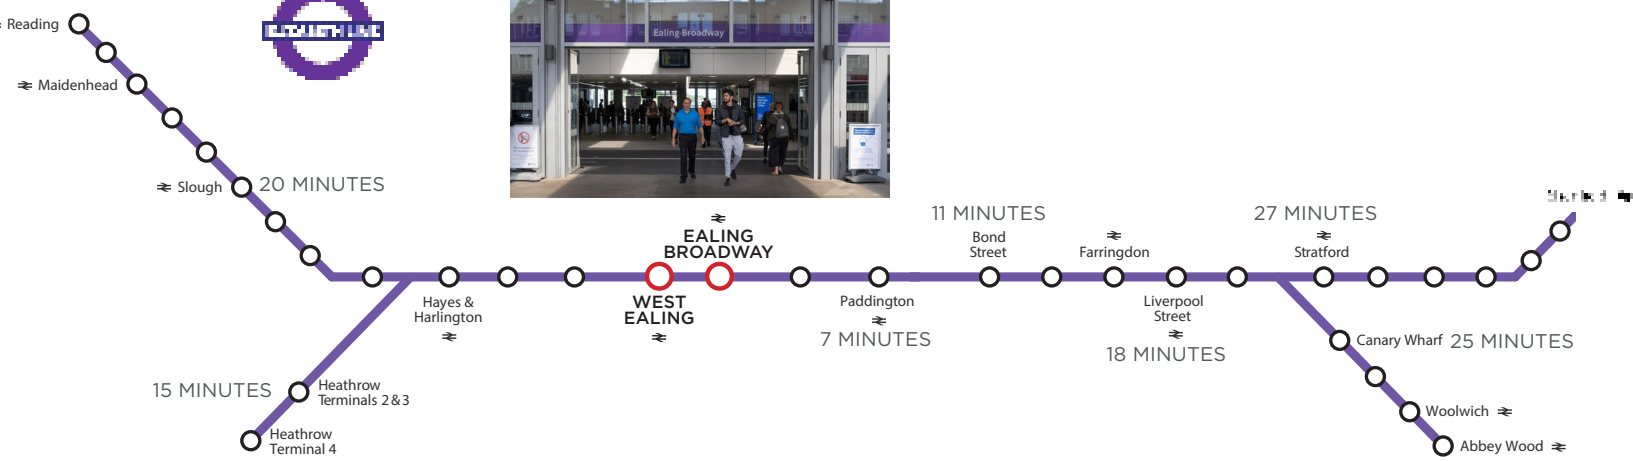 Reading
Maidenhead
Slough
20 MINUTES
Ealing Broadway
EALING
BROADWAY
WEST
EALING
Hayes &
Harlington
15 MINUTES
Heathrow
Terminals 2 & 3
Heathrow
Terminal 4
Paddington
7 MINUTES
11 MINUTES
Bond
Street
Farringdon
Liverpool
Street
18 MINUTES
27 MINUTES
Stratford
Canary Wharf
25 MINUTES
Woolwich
Abbey Wood